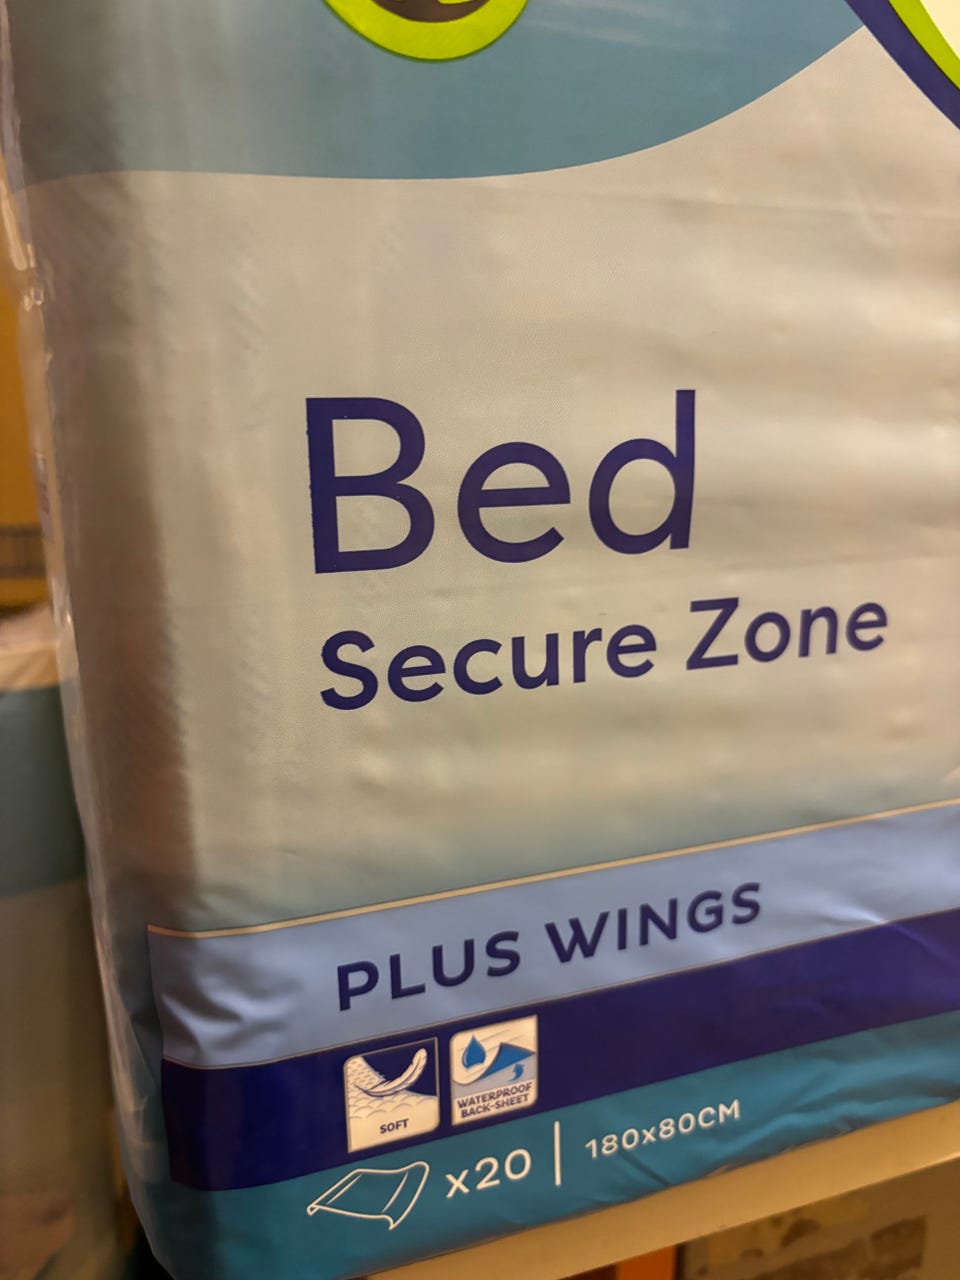 Bed
Secure Zone
PLUS WINGS
SOFT
WATERPROOF
BACK-SHEET
x20 | 180x80CM